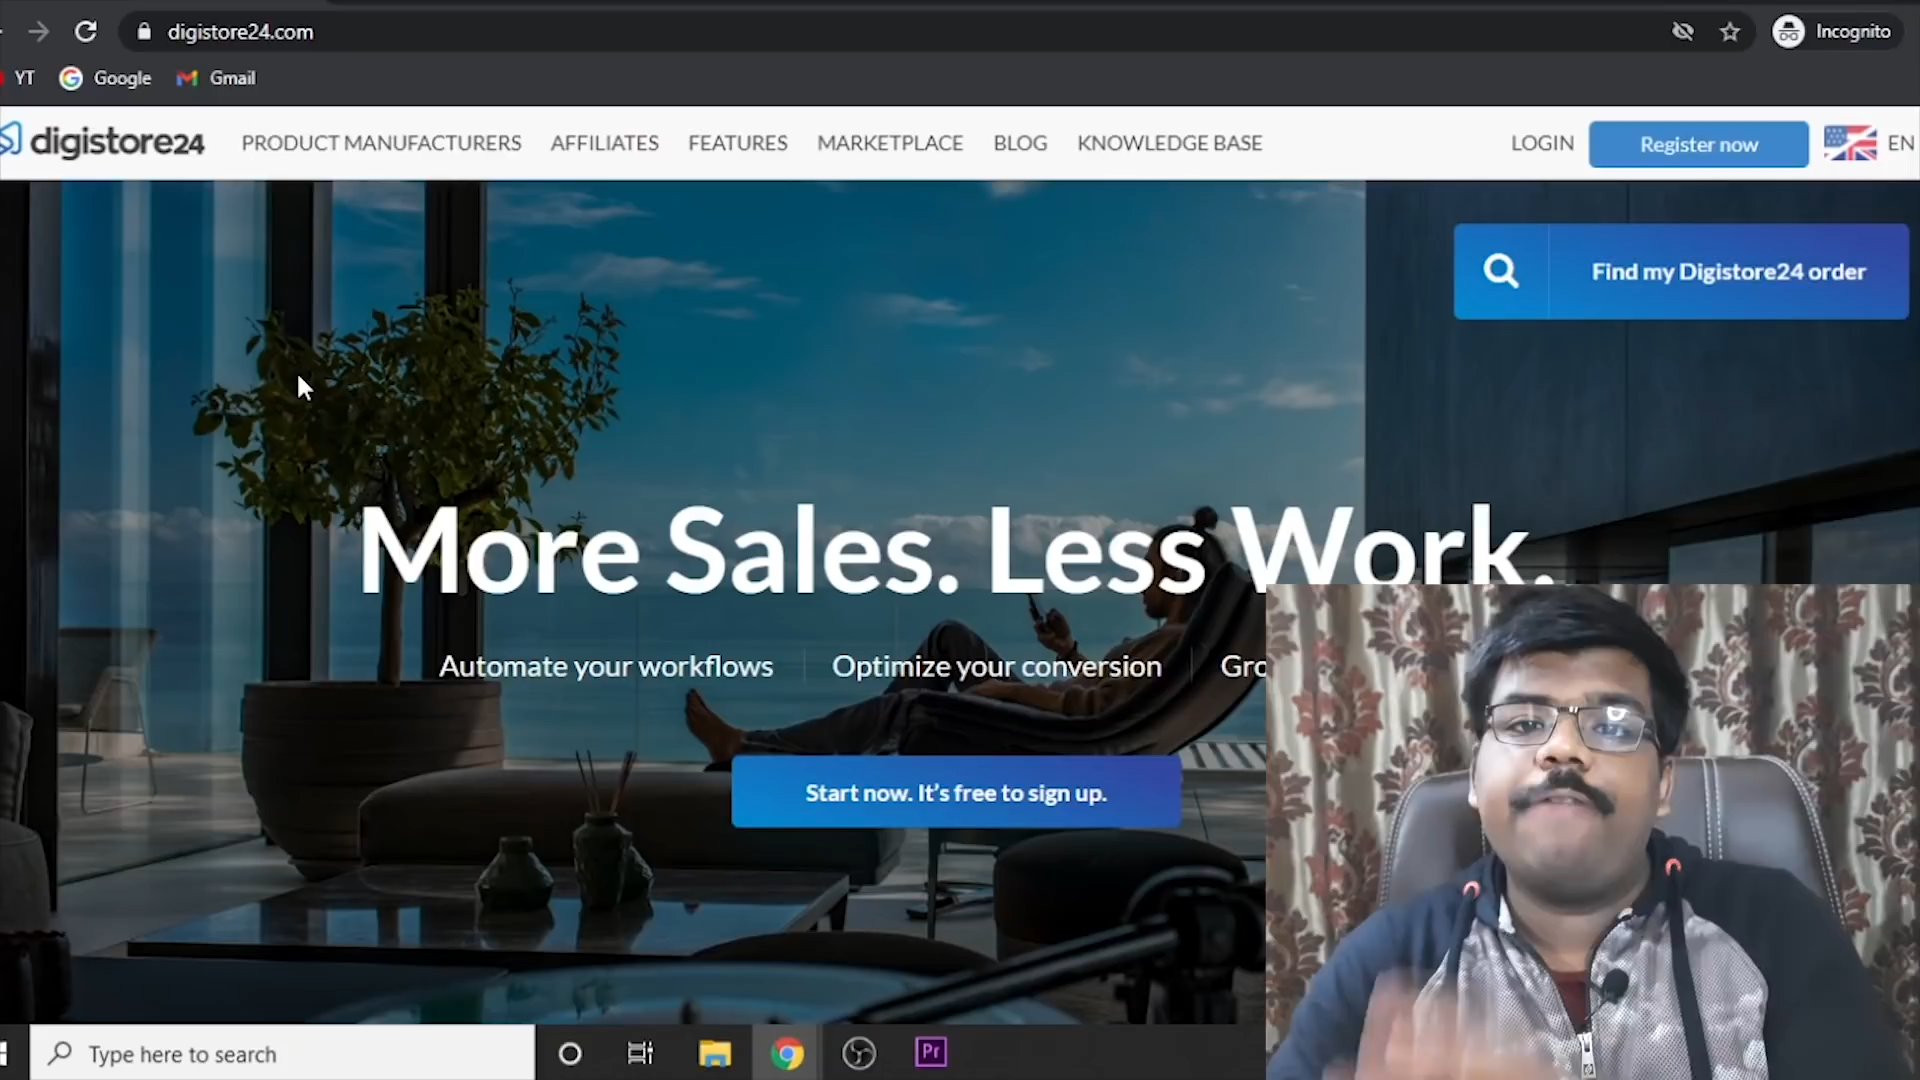 digistore24.com
Incognito
YT
Google
Gmail
digistore24
PRODUCT MANUFACTURERS
AFFILIATES
FEATURES
MARKETPLACE
BLOG
KNOWLEDGE BASE
LOGIN
Register now
EN
Find my Digistore24 order
More Sales. Less Work.
Automate your workflows
Optimize your conversion
Gro
Start now. It's free to sign up.
Type here to search
Pr